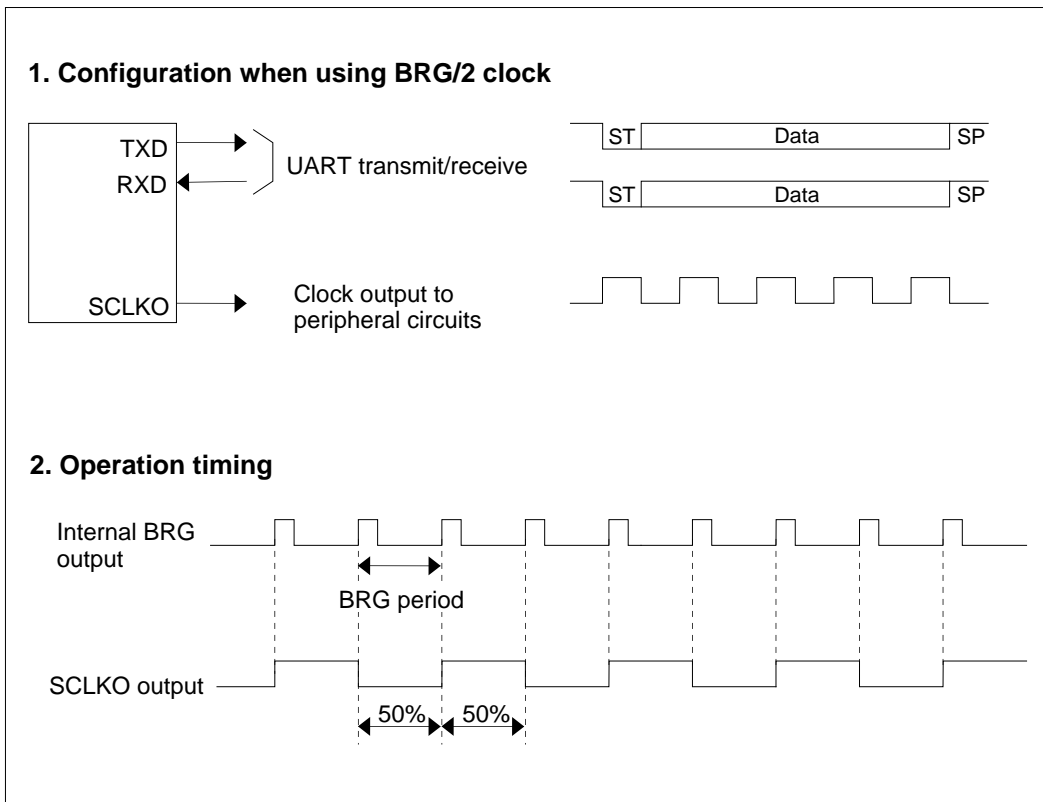 1. Configuration when using BRG/2 clock
TXD
RXD
SCLKO
UART transmit/receive
Clock output to
peripheral circuits
ST Data SP
ST Data SP
2. Operation timing
Internal BRG
output
BRG period
SCLKO output
50% 50%